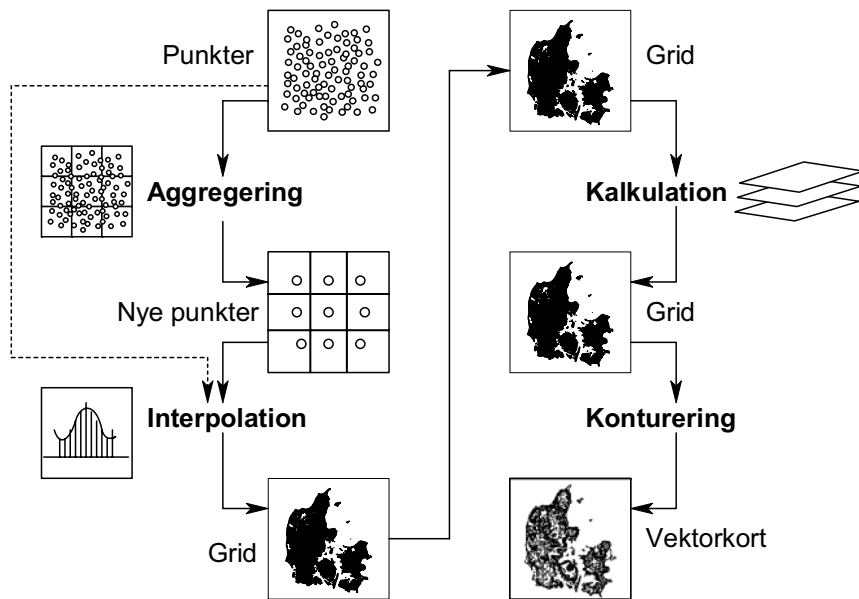 Punkter
Aggregering
Nye punkter
Interpolation
Grid
Grid
Kalkulation
Grid
Konturering
Vektorkort